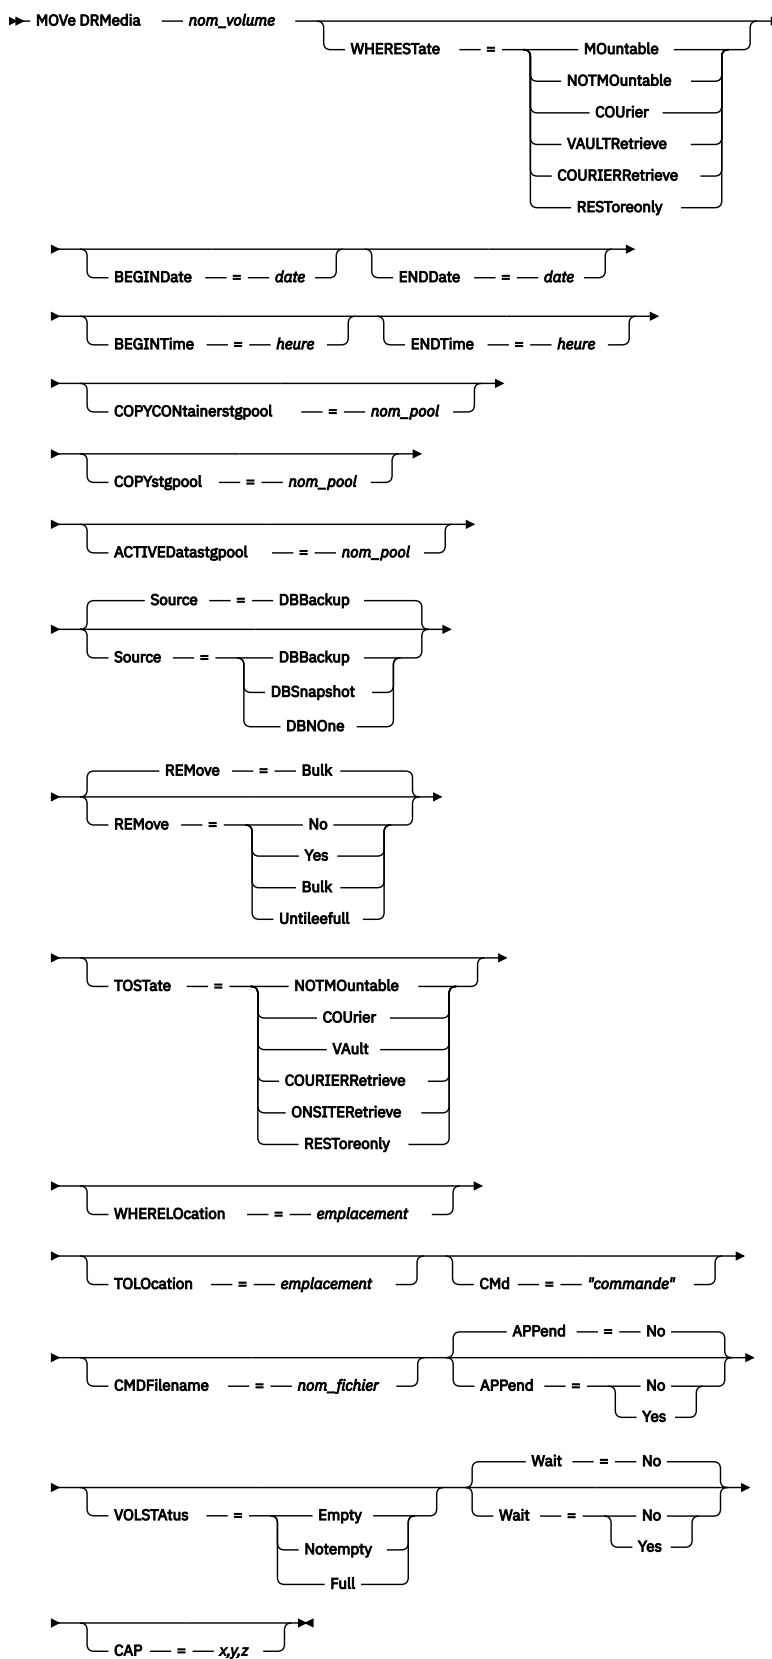 MOVe DRMedia nom_volume
WHERESTate = MOuntable
NOTMOuntable
COUrier
VAULTRetrieve
COURIERRetrieve
RESToreonly
BEGINDate = date ENDDate = date
BEGINTime = heure ENDTime = heure
COPYCONtainerstgpool = nom_pool
COPYstgpool = nom_pool
ACTIVEDatastgpool = nom_pool
Source = DBBackup
Source = DBBackup
DBSnapshot
DBNOne
REMove = Bulk
REMove = No
Yes
Bulk
Untileefull
TOSTate = NOTMOuntable
COUrier
VAult
COURIERRetrieve
ONSITERetrieve
RESToreonly
WHERELOcation = emplacement
TOLOcation = emplacement CMd = "commande"
APPend = No
CMDFilename = nom_fichier APPend = No
Yes
Wait = No
VOLSTAtus = Empty Wait = No
Notempty Yes
Full
CAP = x,y,z